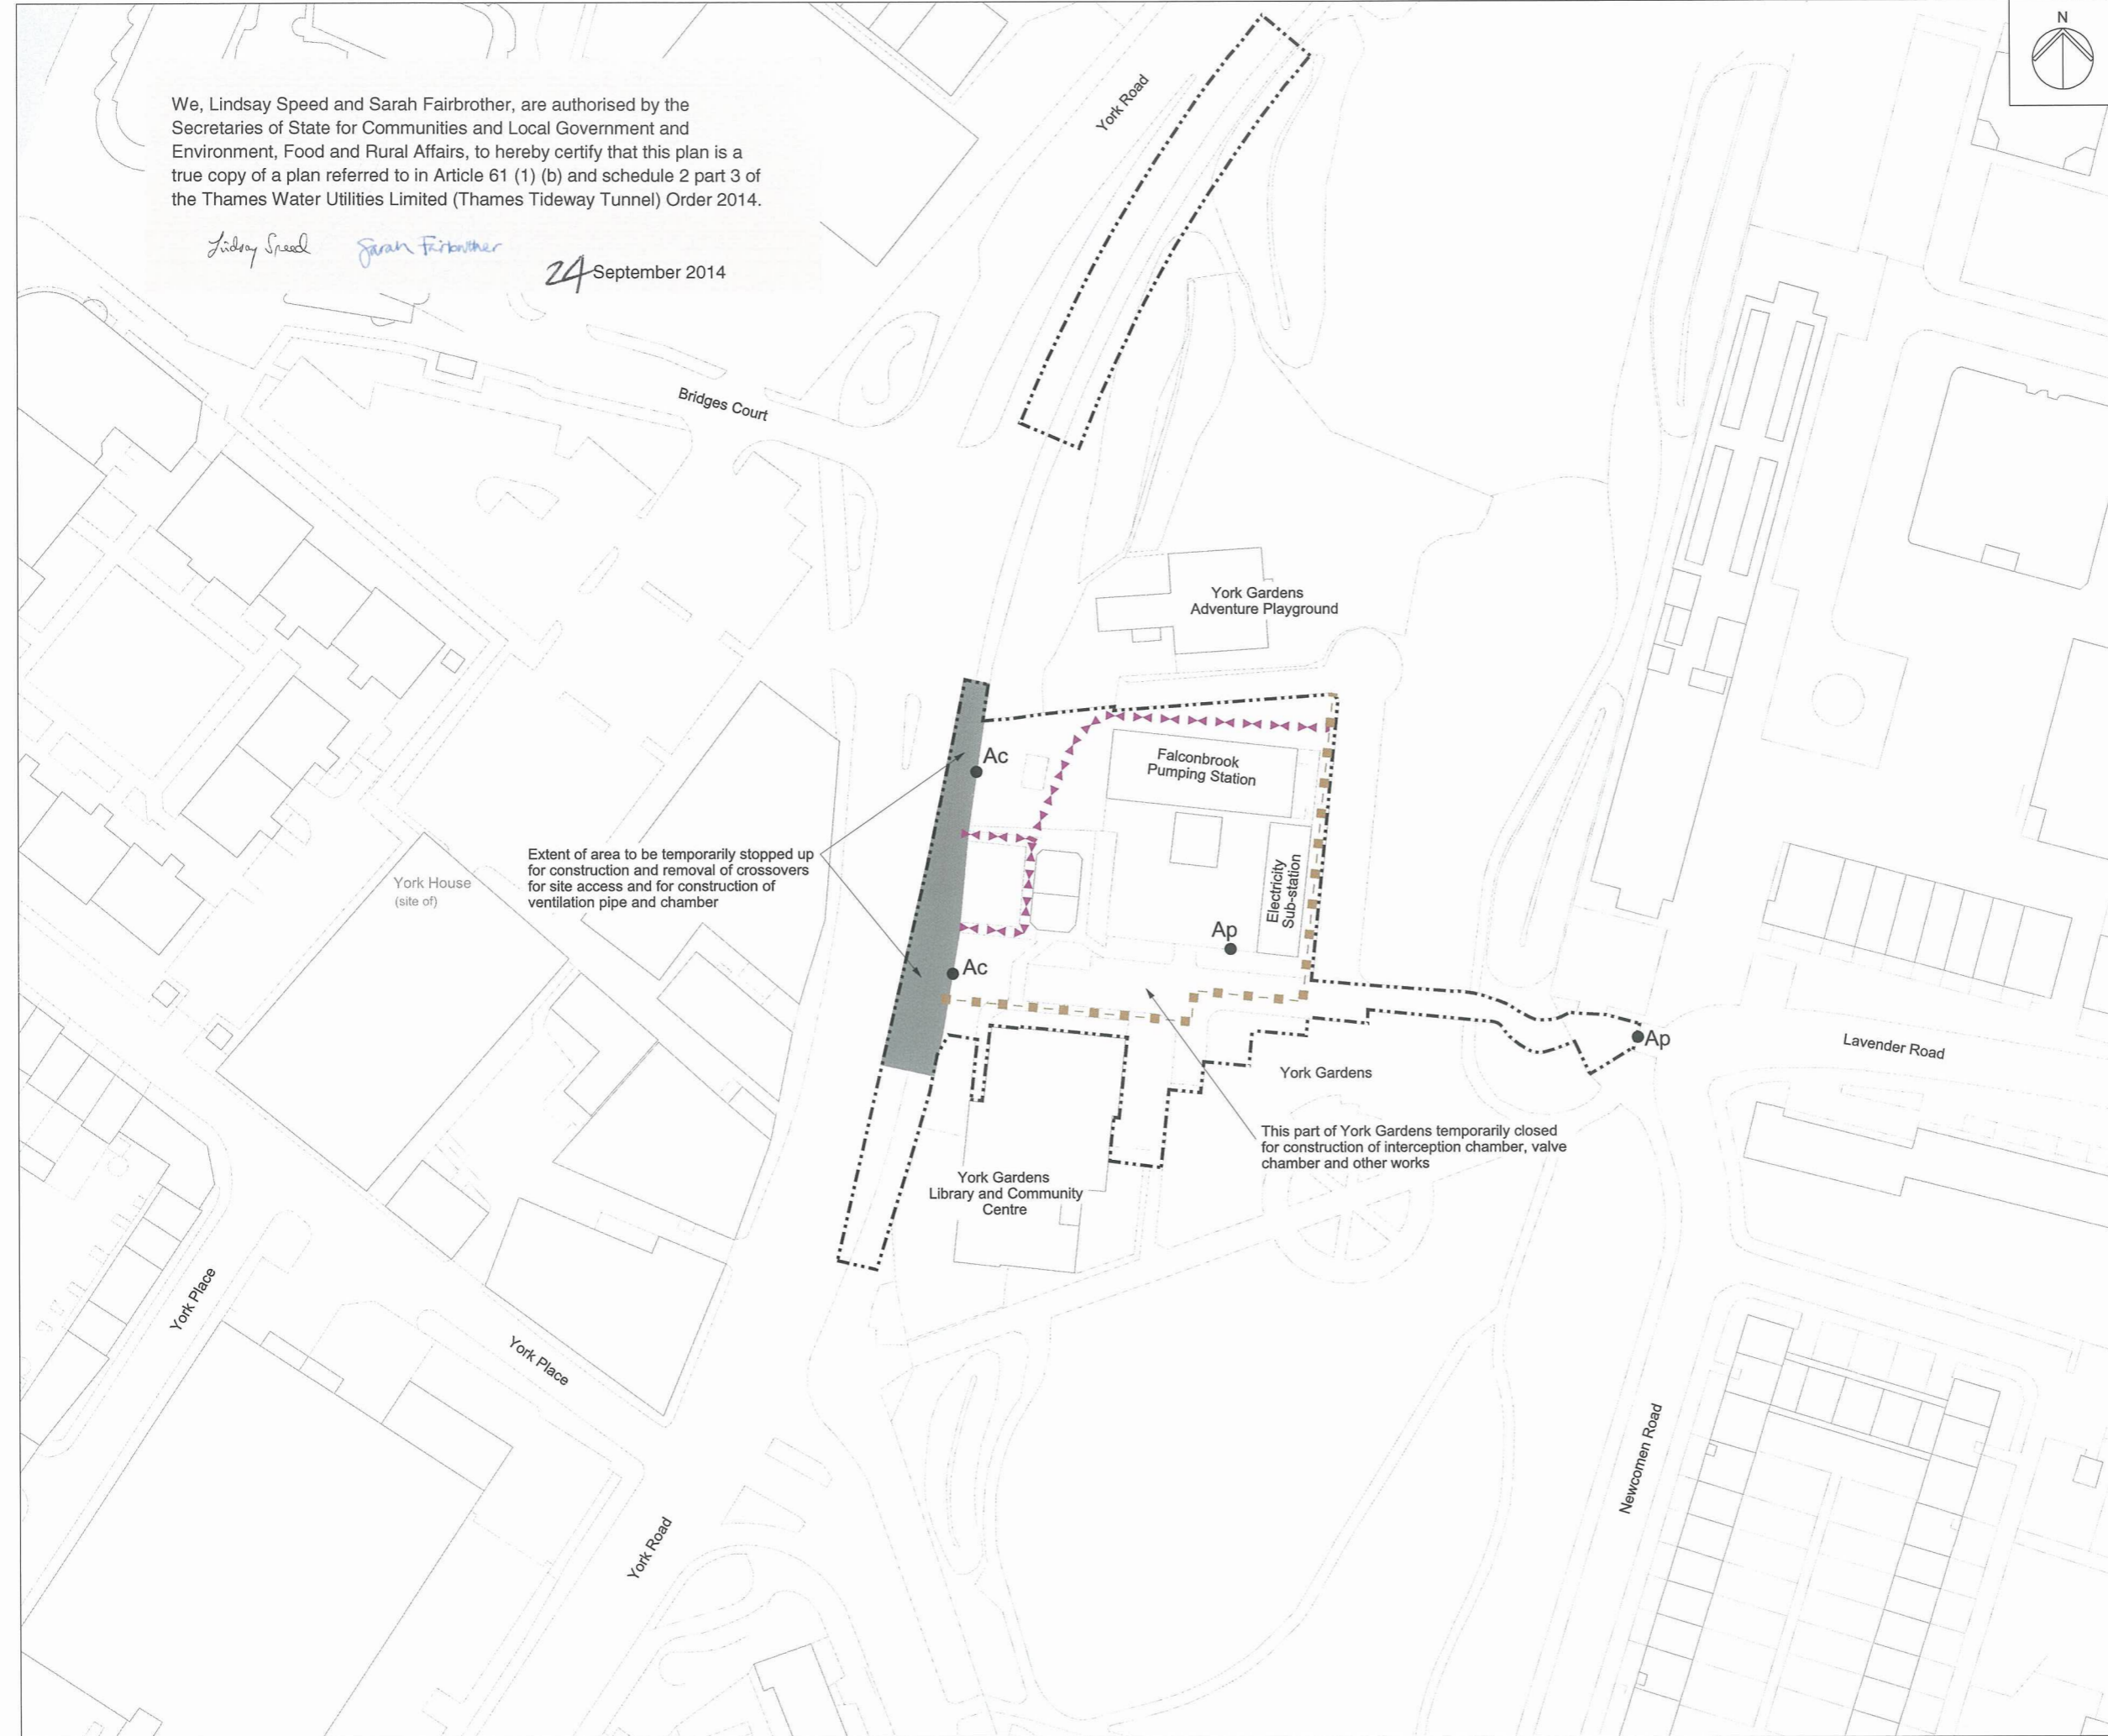 N
York Road
We, Lindsay Speed and Sarah Fairbrother, are authorised by the
Secretaries of State for Communities and Local Government and
Environment, Food and Rural Affairs, to hereby certify that this plan is a
true copy of a plan referred to in Article 61 (1) (b) and schedule 2 part 3 of
the Thames Water Utilities Limited (Thames Tideway Tunnel) Order 2014.
Lindsay Speed Sarah Fairbrother
24 September 2014
Bridges Court
York Gardens
Adventure Playground
Ac
Falconbrook
Pumping Station
Extent of area to be temporarily stopped up
for construction and removal of crossovers
for site access and for construction of
ventilation pipe and chamber
York House
(site of)
Electricity
Sub-station
Ap
Ac
Ap
Lavender Road
York Gardens
This part of York Gardens temporarily closed
for construction of interception chamber, valve
chamber and other works
York Gardens
Library and Community
Centre
York Place
York Place
Newcomen Road
York Road